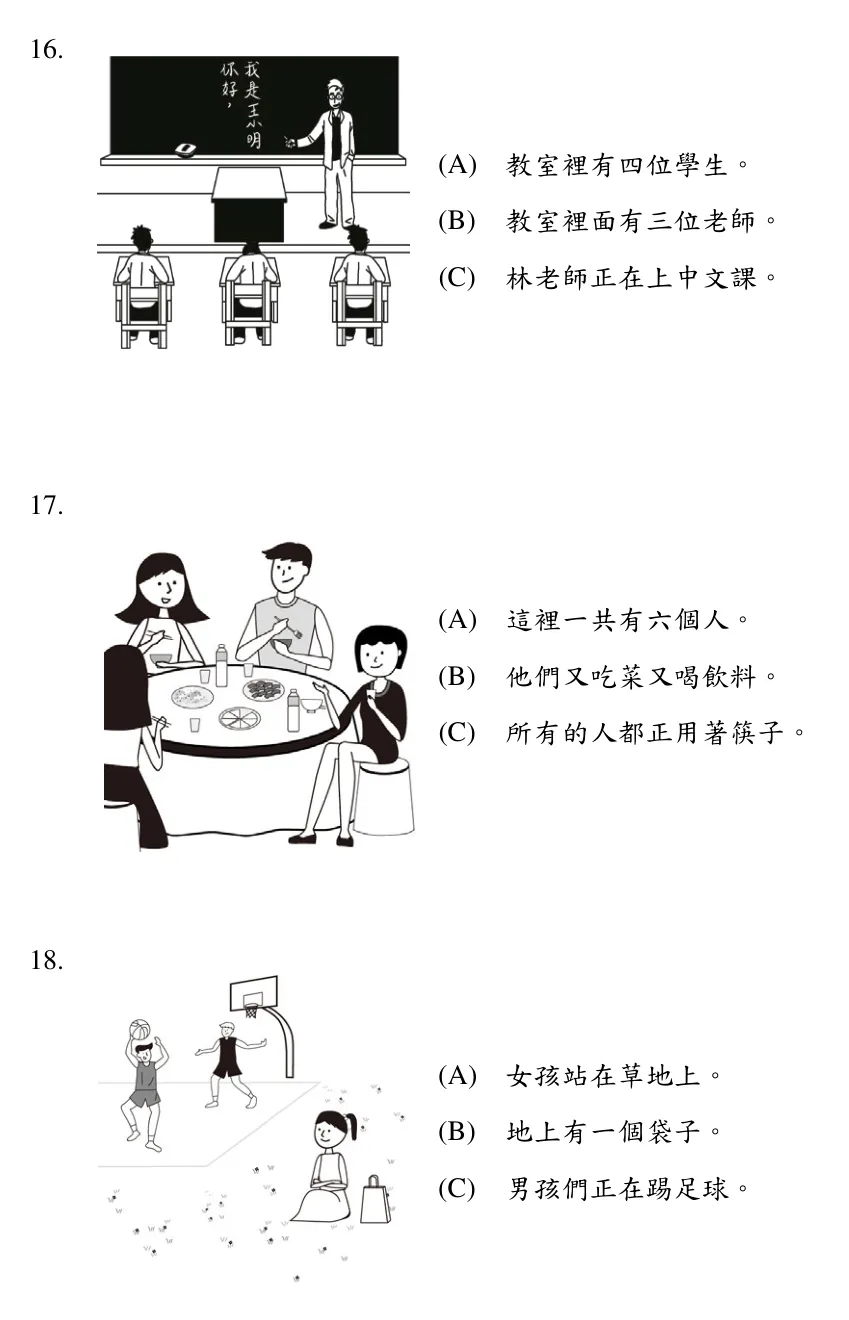 16.
我是王小明
你好，
(A) 教室裡有四位學生。
(B) 教室裡面有三位老師。
(C) 林老師正在上中文課。
17.
(A) 這裡一共有六個人。
(B) 他們又吃菜又喝飲料。
(C) 所有的人都正用著筷子。
18.
(A) 女孩站在草地上。
(B) 地上有一個袋子。
(C) 男孩們正在踢足球。